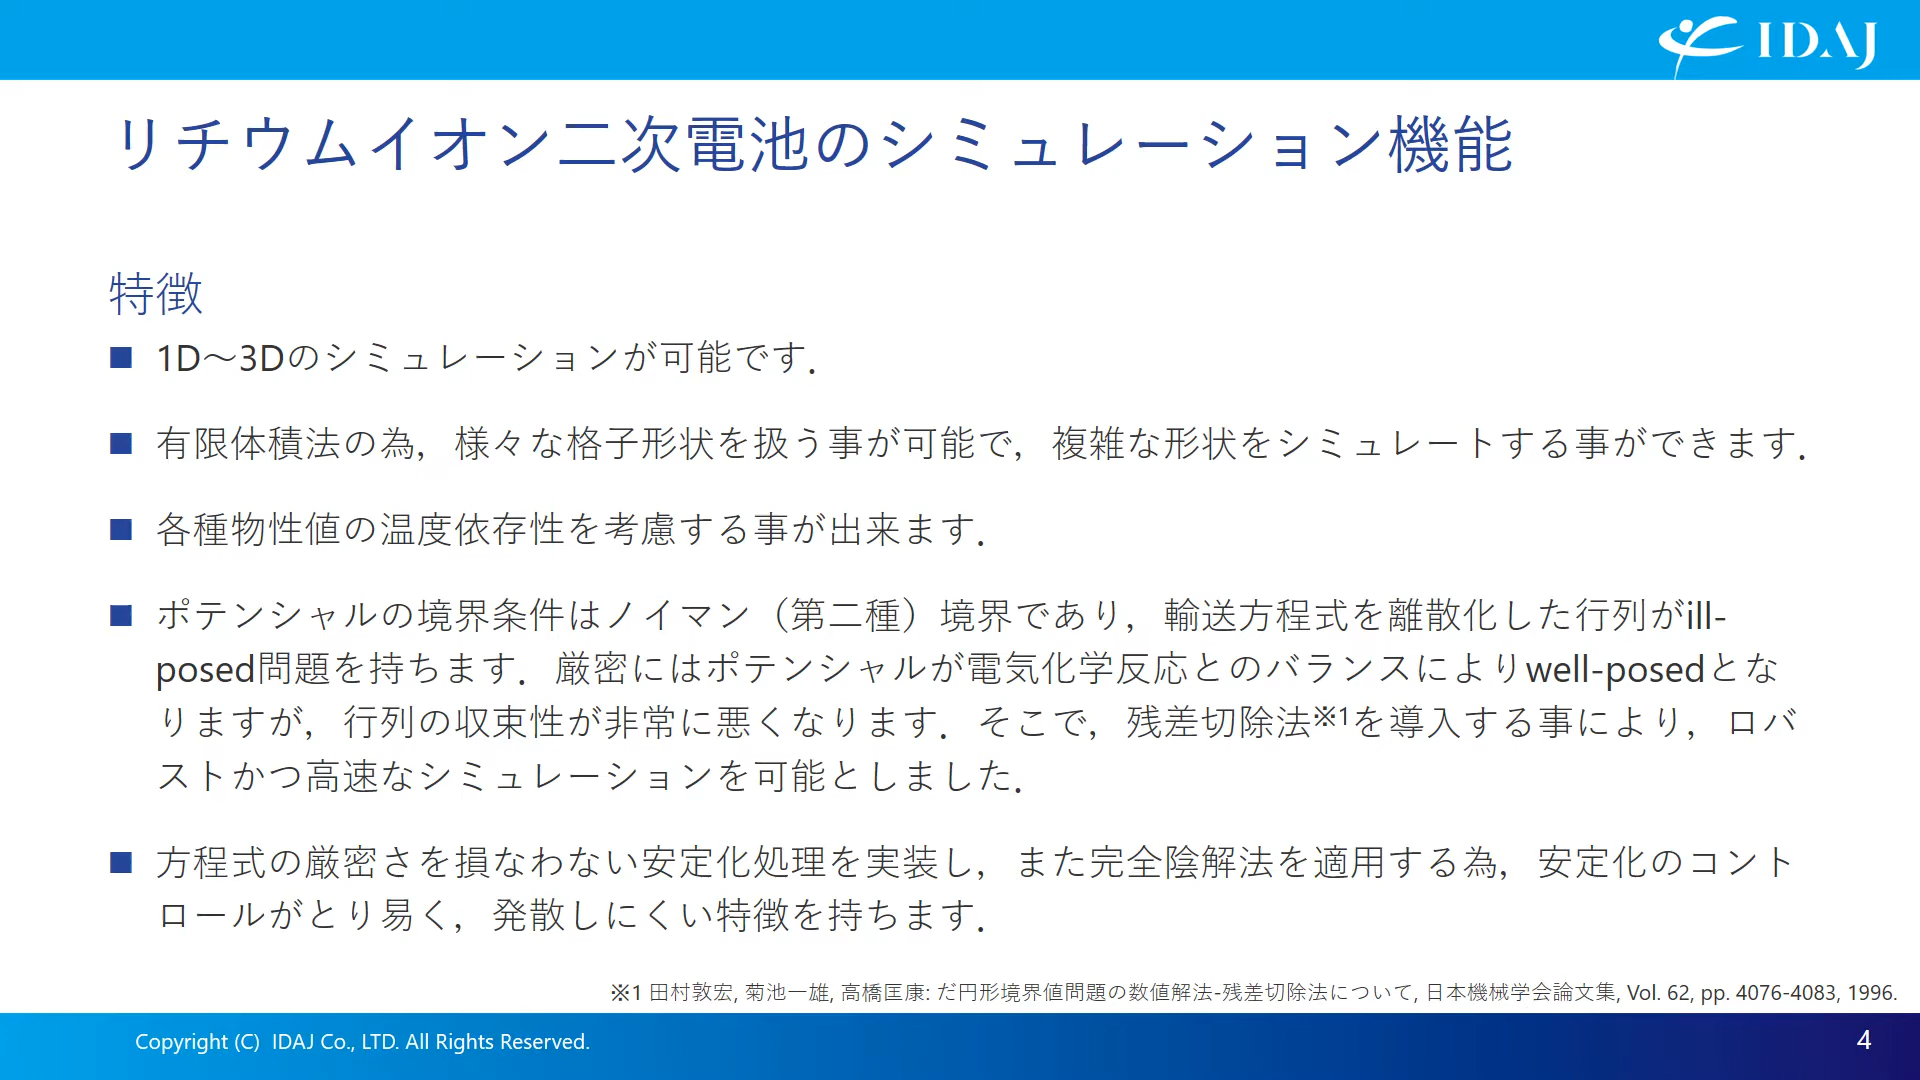 IDAJ
リチウムイオン二次電池のシミュレーション機能
特徴
■ 1D～3Dのシミュレーションが可能です．
■ 有限体積法の為，様々な格子形状を扱う事が可能で，複雑な形状をシミュレートする事ができます．
■ 各種物性値の温度依存性を考慮する事が出来ます．
■ ポテンシャルの境界条件はノイマン（第二種）境界であり，輸送方程式を離散化した行列がill-
posed問題を持ちます．厳密にはポテンシャルが電気化学反応とのバランスによりwell-posedとな
りますが，行列の収束性が非常に悪くなります．そこで，残差切除法※1を導入する事により，ロバ
ストかつ高速なシミュレーションを可能としました．
■ 方程式の厳密さを損なわない安定化処理を実装し，また完全陰解法を適用する為，安定化のコント
ロールがとり易く，発散しにくい特徴を持ちます．
※1 田村敦宏, 菊池一雄, 高橋匡康: だ円形境界値問題の数値解法-残差切除法について, 日本機械学会論文集, Vol. 62, pp. 4076-4083, 1996.
Copyright (C) IDAJ Co., LTD. All Rights Reserved.
4